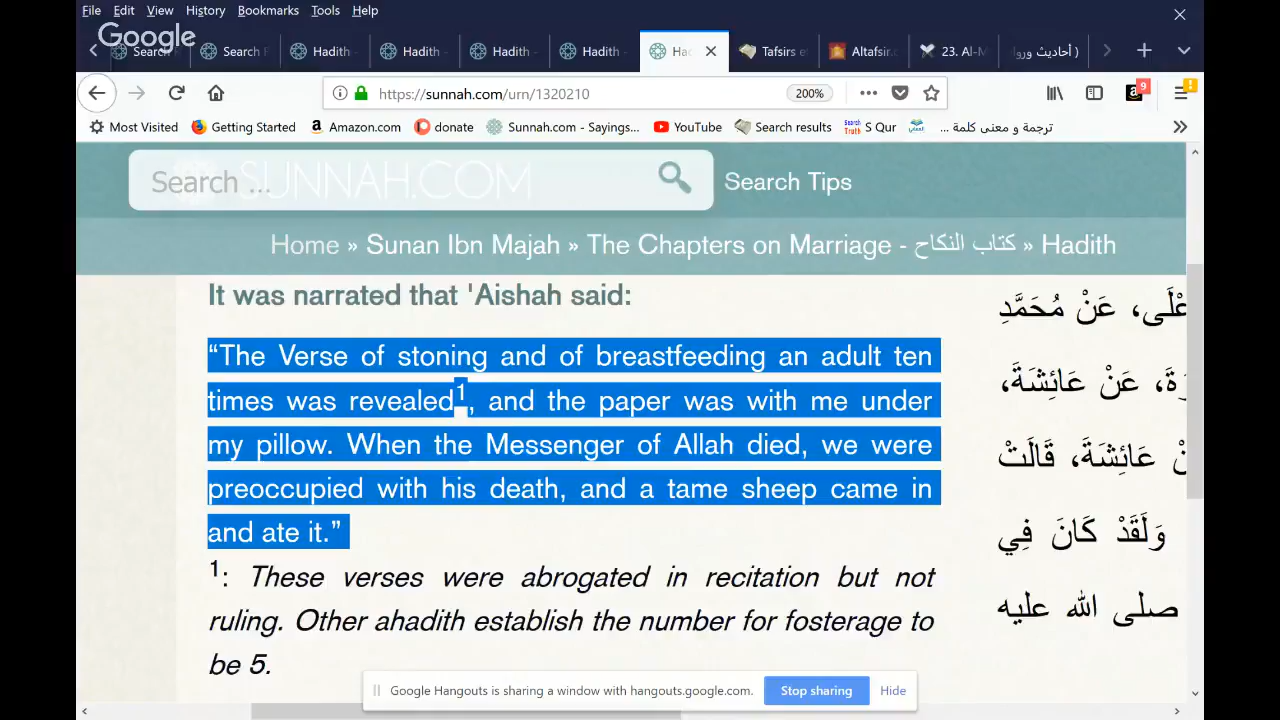 File Edit View History Bookmarks Tools Help
Google
Search Search Hadith - Hadith - Hadith - Hadith - Ha Tafsirs et Altafsir.c 23. Al-M
https://sunnah.com/urn/1320210 200% 9
Most Visited Getting Started Amazon.com donate Sunnah.com - Sayings... YouTube Search results Search Truth S Qur ترجمة و معنى كلمة ...
Search ... SUNNAH.COM Search Tips
Home » Sunan Ibn Majah » The Chapters on Marriage - كتاب النكاح » Hadith
It was narrated that 'Aishah said:
“The Verse of stoning and of breastfeeding an adult ten
times was revealed1, and the paper was with me under
my pillow. When the Messenger of Allah died, we were
preoccupied with his death, and a tame sheep came in
and ate it.”
1: These verses were abrogated in recitation but not
ruling. Other ahadith establish the number for fosterage to
be 5.
عَنْ مُحَمَّدِ
عَنْ عَائِشَةَ،
عَائِشَةَ، قَالَتْ
وَلَقَدْ كَانَ فِي
صلى الله عليه
Google Hangouts is sharing a window with hangouts.google.com. Stop sharing Hide